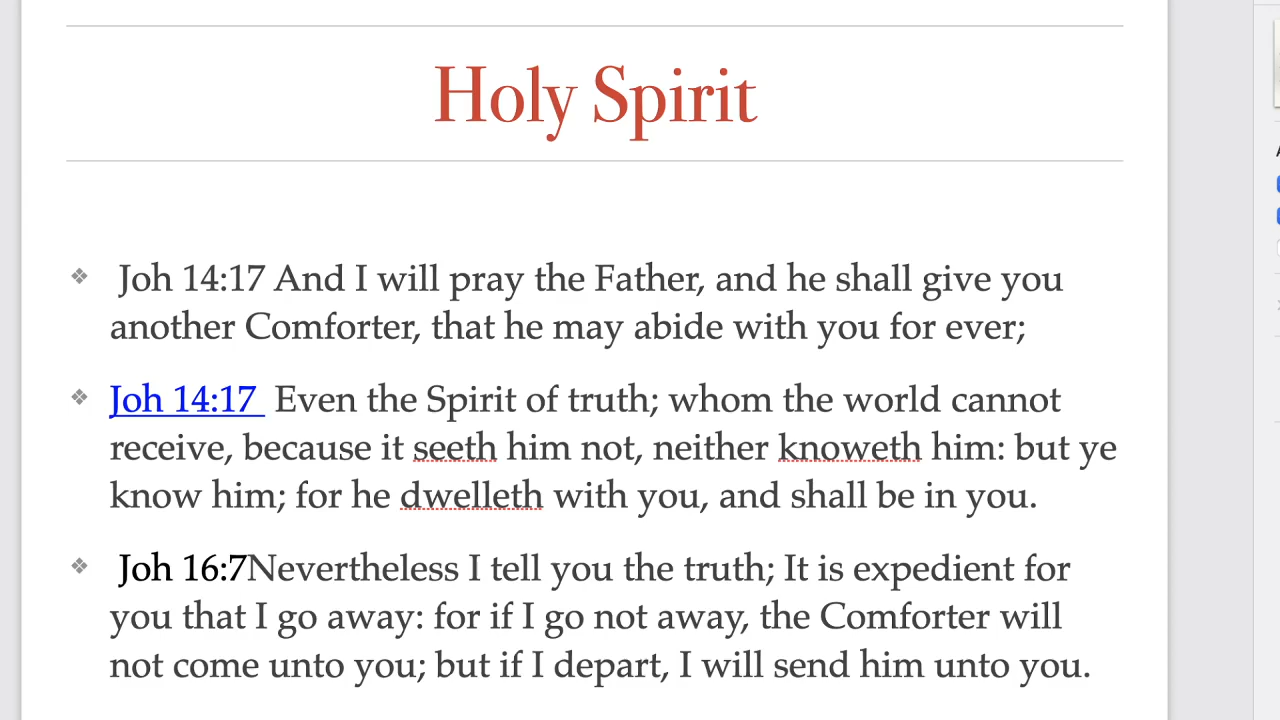 Holy Spirit
❖ Joh 14:17 And I will pray the Father, and he shall give you
another Comforter, that he may abide with you for ever;
❖ Joh 14:17  Even the Spirit of truth; whom the world cannot
receive, because it seeth him not, neither knoweth him: but ye
know him; for he dwelleth with you, and shall be in you.
❖ Joh 16:7Nevertheless I tell you the truth; It is expedient for
you that I go away: for if I go not away, the Comforter will
not come unto you; but if I depart, I will send him unto you.